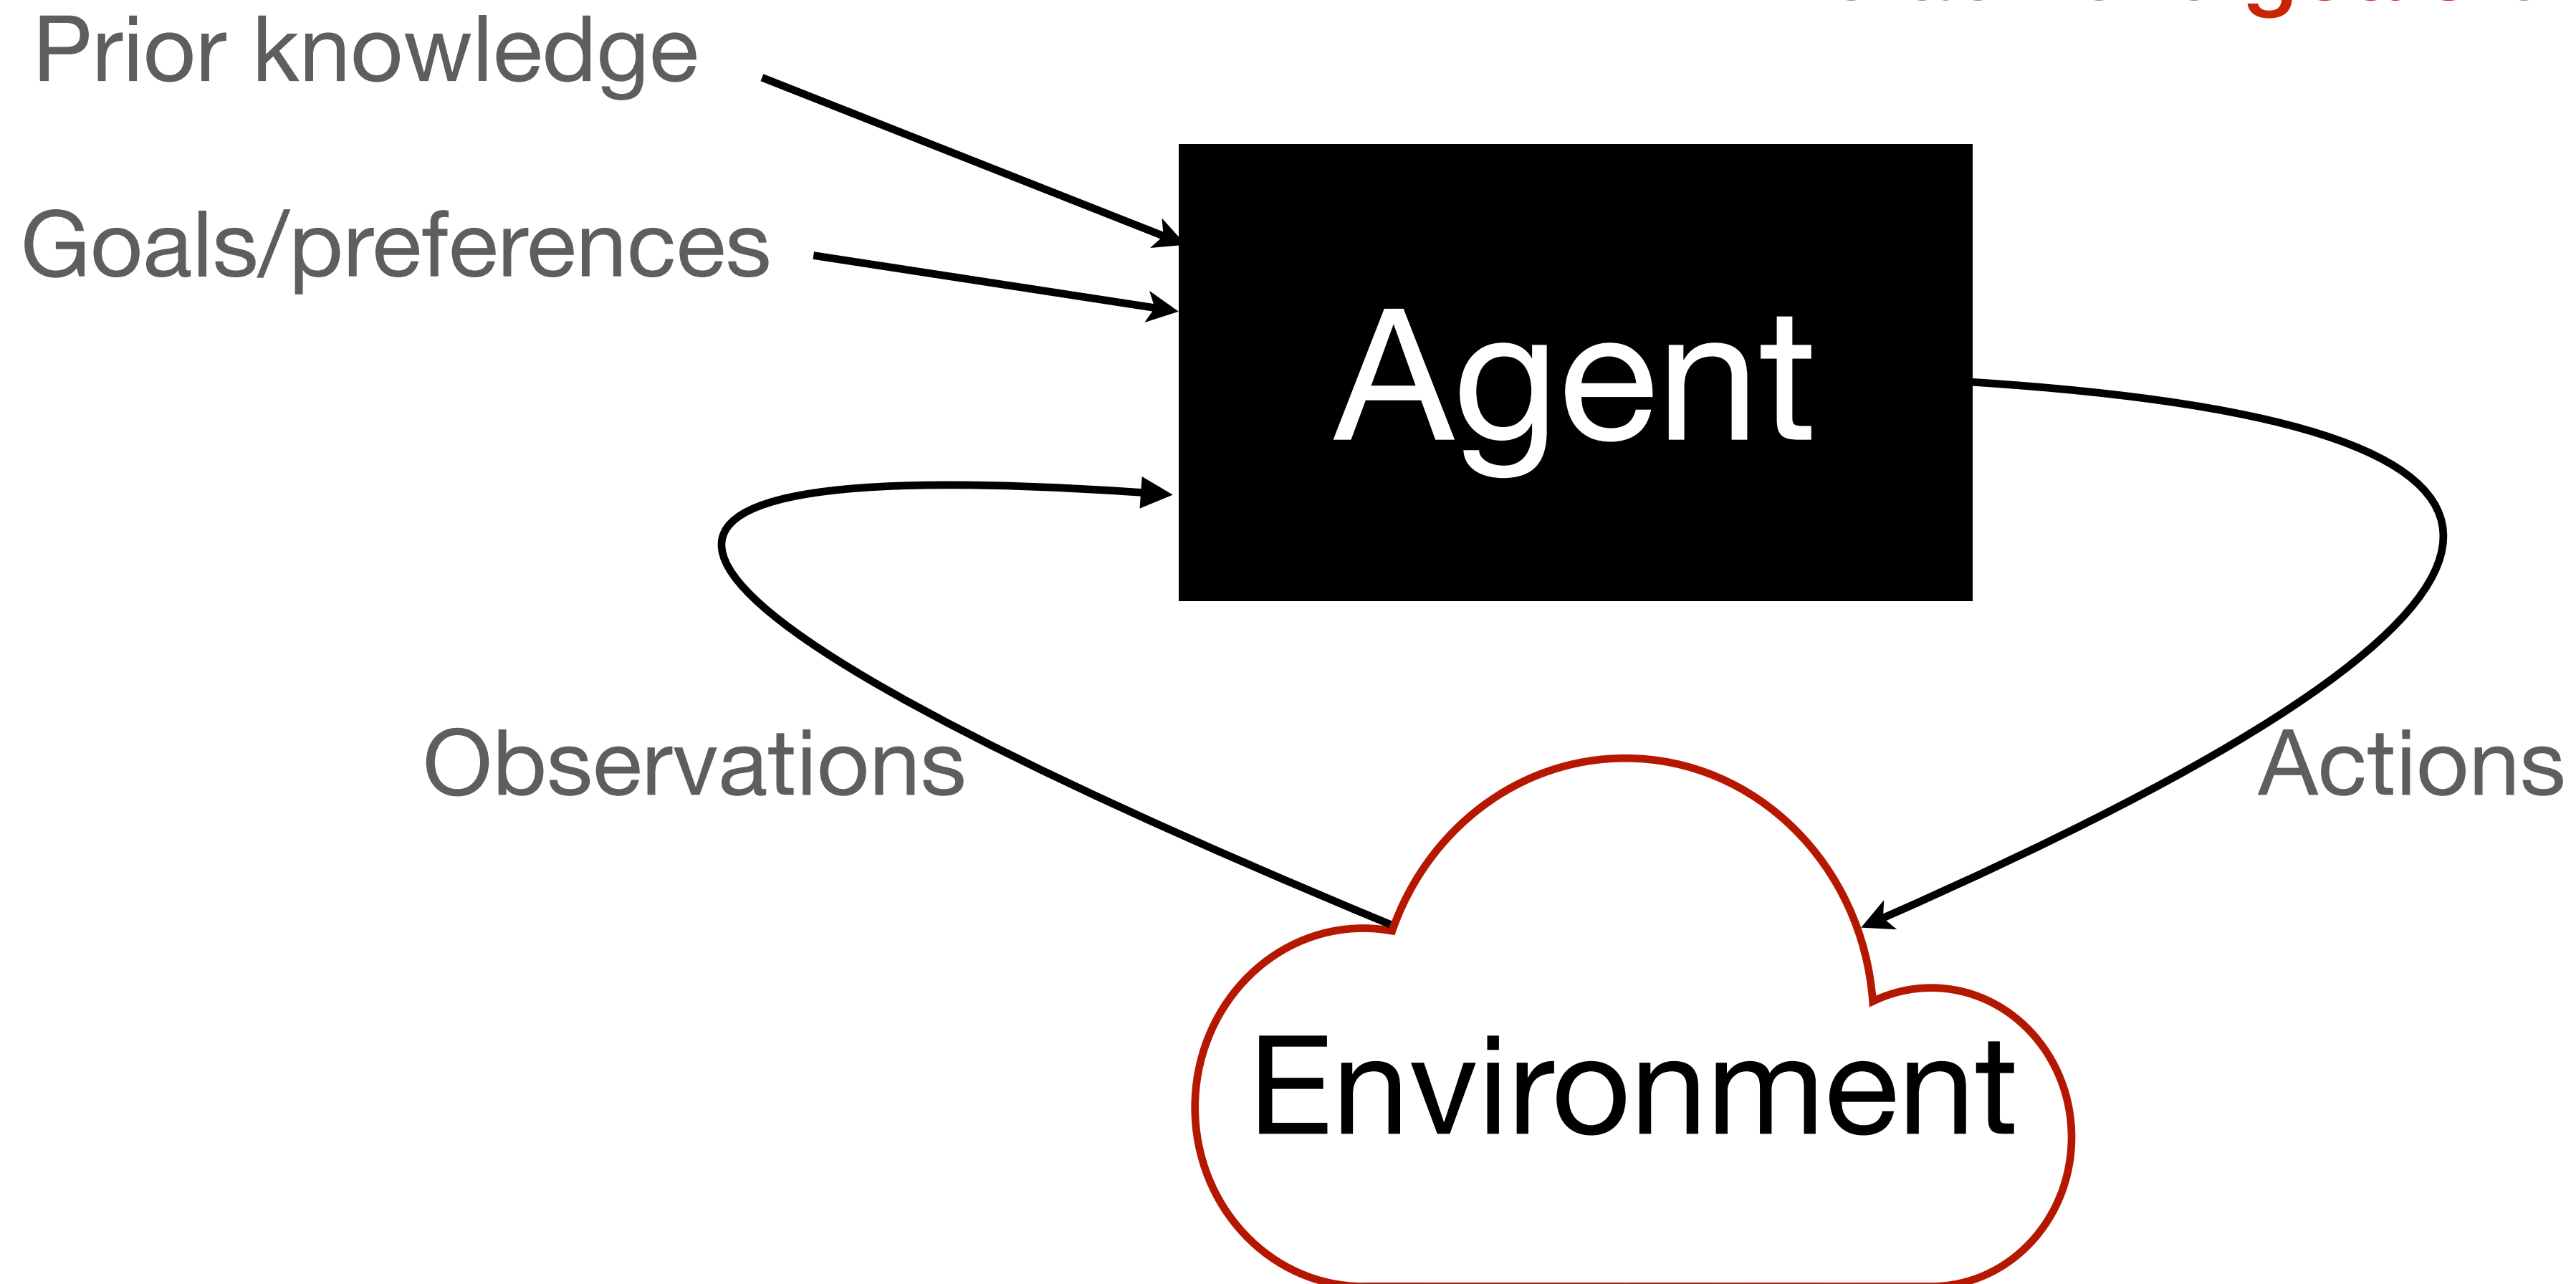 Prior knowledge
Goals/preferences
Agent
Observations
Actions
Environment